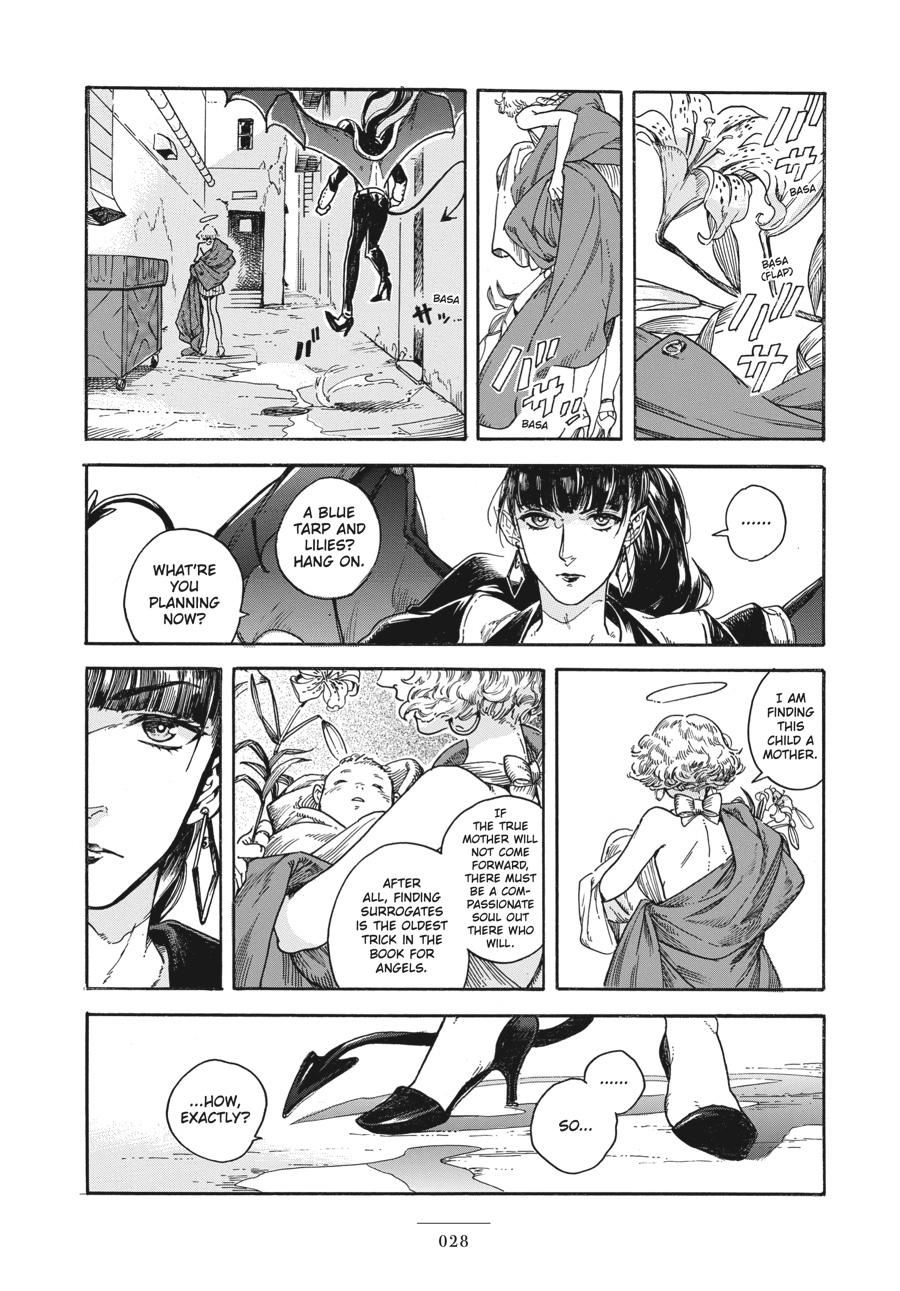 バサ
BASA
BASA
(FLAP)
バサ
バサ
BASA
BASA
バサッ…
......
A BLUE
TARP AND
LILIES?
HANG ON.
WHAT'RE
YOU
PLANNING
NOW?
I AM
FINDING
THIS
CHILD A
MOTHER.
IF
THE TRUE
MOTHER WILL
NOT COME
FORWARD,
THERE MUST
BE A COM-
PASSIONATE
SOUL OUT
THERE WHO
WILL.
AFTER
ALL, FINDING
SURROGATES
IS THE OLDEST
TRICK IN THE
BOOK FOR
ANGELS.
......
SO...
...HOW,
EXACTLY?
028